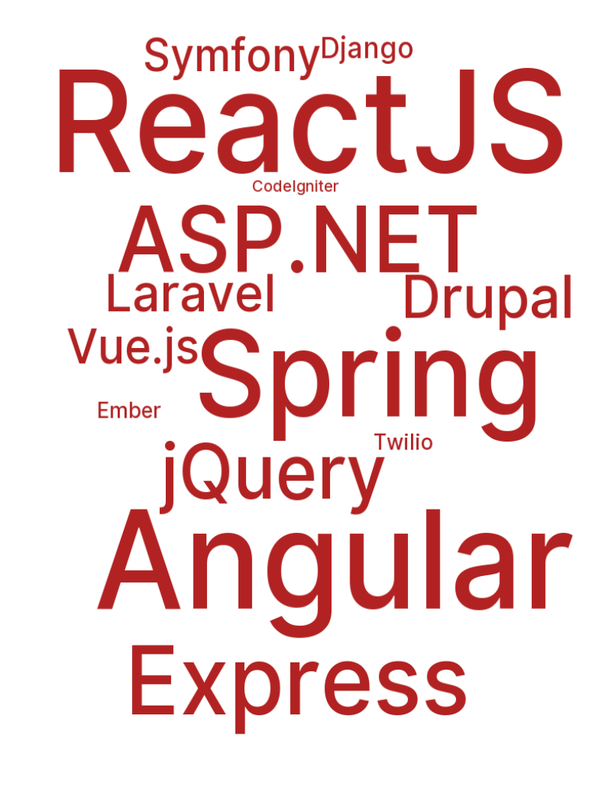 Symfony Django
ReactJS
CodeIgniter
ASP.NET
Laravel Drupal
Vue.js Spring
Ember
Twilio
jQuery
Angular
Express